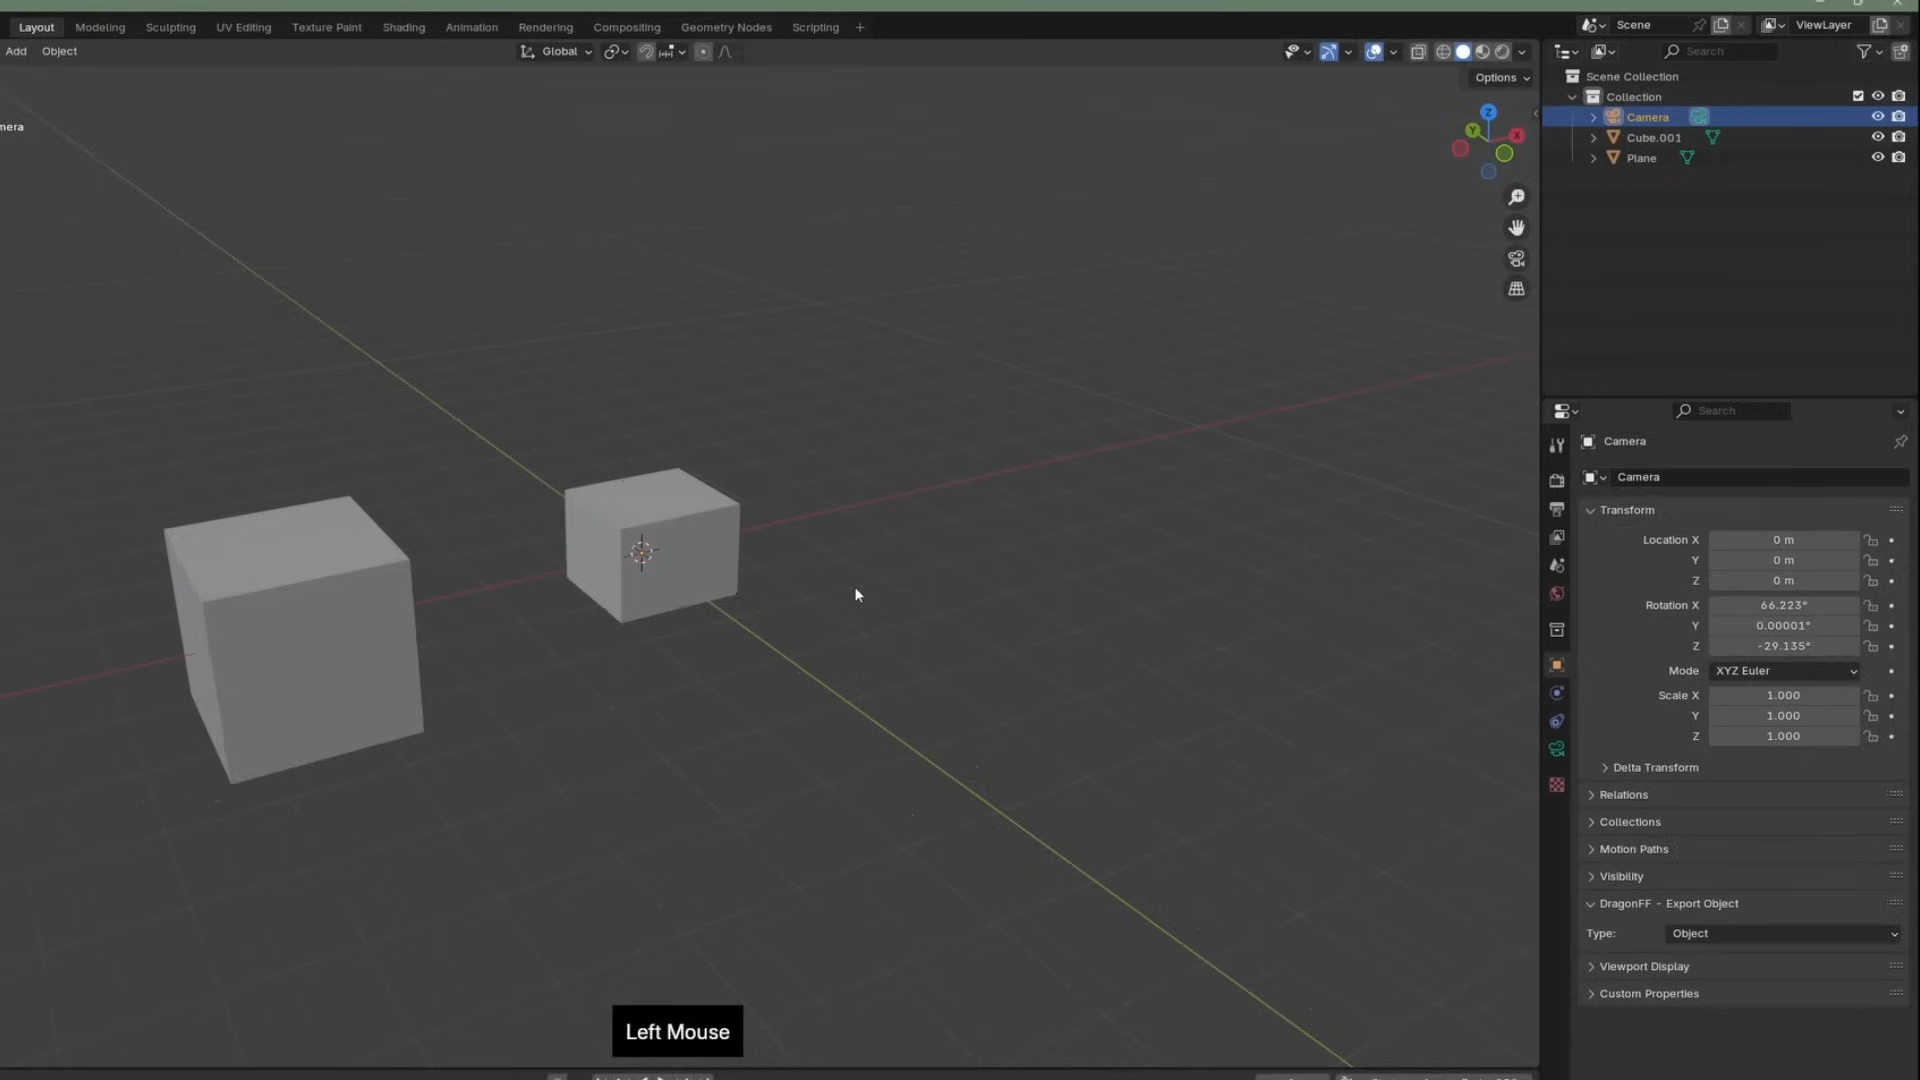 Layout Modeling Sculpting UV Editing Texture Paint Shading Animation Rendering Compositing Geometry Nodes Scripting +
Scene
ViewLayer
Add Object
Global
Search
Options
Scene Collection
Collection
Camera
Cube.001
Plane
mera
Z
Y
X
Search
Camera
Camera
Transform
Location X 0 m
Y 0 m
Z 0 m
Rotation X 66.223°
Y 0.00001°
Z -29.135°
Mode XYZ Euler
Scale X 1.000
Y 1.000
Z 1.000
Delta Transform
Relations
Collections
Motion Paths
Visibility
DragonFF - Export Object
Type: Object
Viewport Display
Custom Properties
Left Mouse